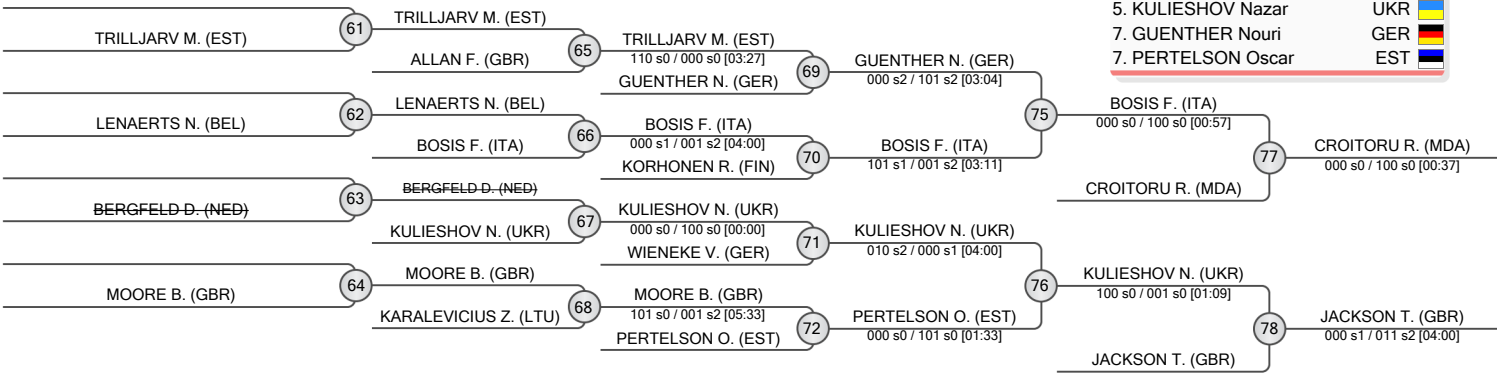 TRILLJARV M. (EST)
61
TRILLJARV M. (EST)
ALLAN F. (GBR)
65
TRILLJARV M. (EST)
110 s0 / 000 s0 [03:27]
GUENTHER N. (GER)
69
GUENTHER N. (GER)
000 s2 / 101 s2 [03:04]
LENAERTS N. (BEL)
62
LENAERTS N. (BEL)
BOSIS F. (ITA)
66
BOSIS F. (ITA)
000 s1 / 001 s2 [04:00]
KORHONEN R. (FIN)
70
BOSIS F. (ITA)
101 s1 / 001 s2 [03:11]
75
BOSIS F. (ITA)
000 s0 / 100 s0 [00:57]
CROITORU R. (MDA)
77
CROITORU R. (MDA)
000 s0 / 100 s0 [00:37]
BERGFELD D. (NED)
63
BERGFELD D. (NED)
KULIESHOV N. (UKR)
67
KULIESHOV N. (UKR)
000 s0 / 100 s0 [00:00]
WIENEKE V. (GER)
71
KULIESHOV N. (UKR)
010 s2 / 000 s1 [04:00]
MOORE B. (GBR)
64
MOORE B. (GBR)
KARALEVICIUS Z. (LTU)
68
MOORE B. (GBR)
101 s0 / 001 s2 [05:33]
PERTELSON O. (EST)
72
PERTELSON O. (EST)
000 s0 / 101 s0 [01:33]
76
KULIESHOV N. (UKR)
100 s0 / 001 s0 [01:09]
JACKSON T. (GBR)
78
JACKSON T. (GBR)
000 s1 / 011 s2 [04:00]
5. KULIESHOV Nazar UKR
7. GUENTHER Nouri GER
7. PERTELSON Oscar EST